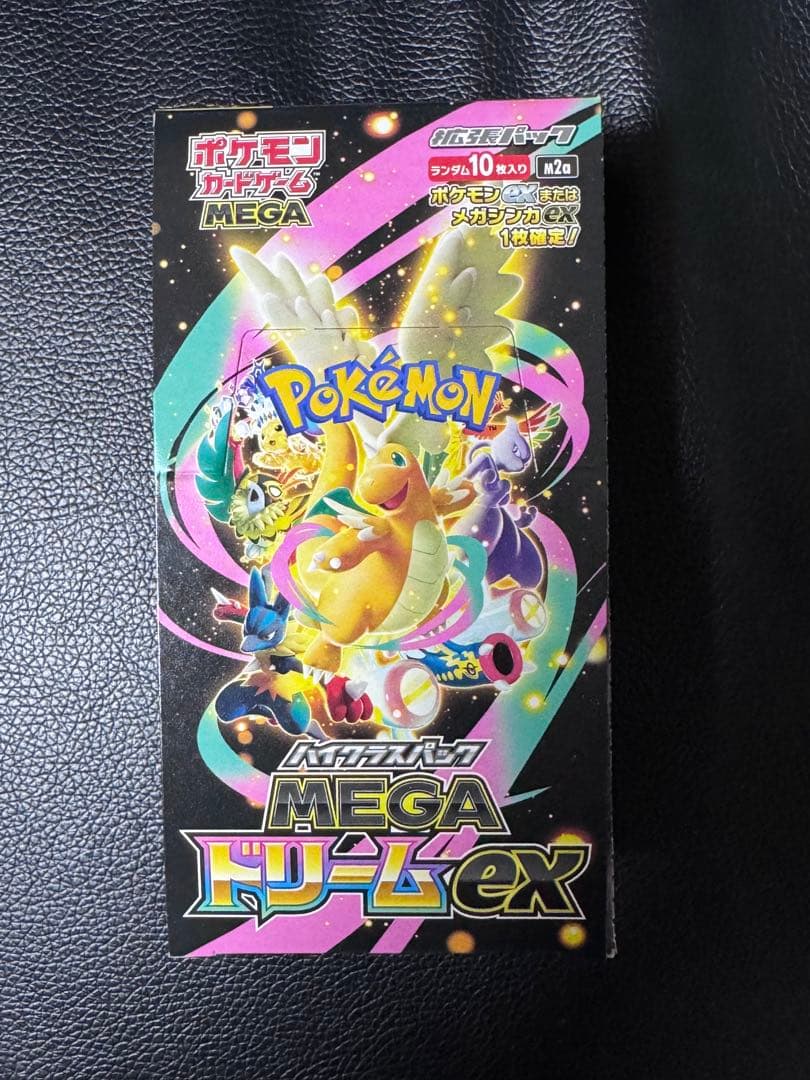 ポケモン
カードゲーム
MEGA
拡張パック
ランダム10枚入り M2a
ポケモンexまたは
メガシンカex
1枚確定!
POKéMON
TM
ハイクラスパック
MEGA
ドリームex